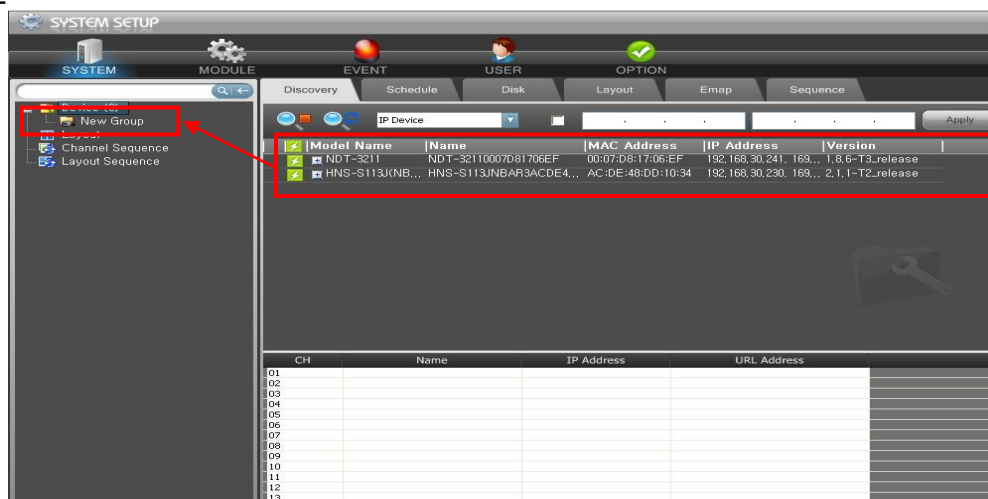 SYSTEM SETUP
SYSTEM MODULE EVENT USER OPTION
Discovery Schedule Disk Layout Emap Sequence
IP Device Apply
New Group
Layout
Channel Sequence
Layout Sequence
Model Name Name MAC Address IP Address Version
NDT-3211 NDT-32110007D81706EF 00:07:D8:17:06:EF 192,168,30,241, 169,,, 1,8,6-T3_release
HNS-S113J(NB,,, HNS-S113JNBAR3ACDE4,,, AC:DE:48:DD:10:34 192,168,30,230, 169,,, 2,1,1-T2_release
CH Name IP Address URL Address
01
02
03
04
05
06
07
08
09
10
11
12
13